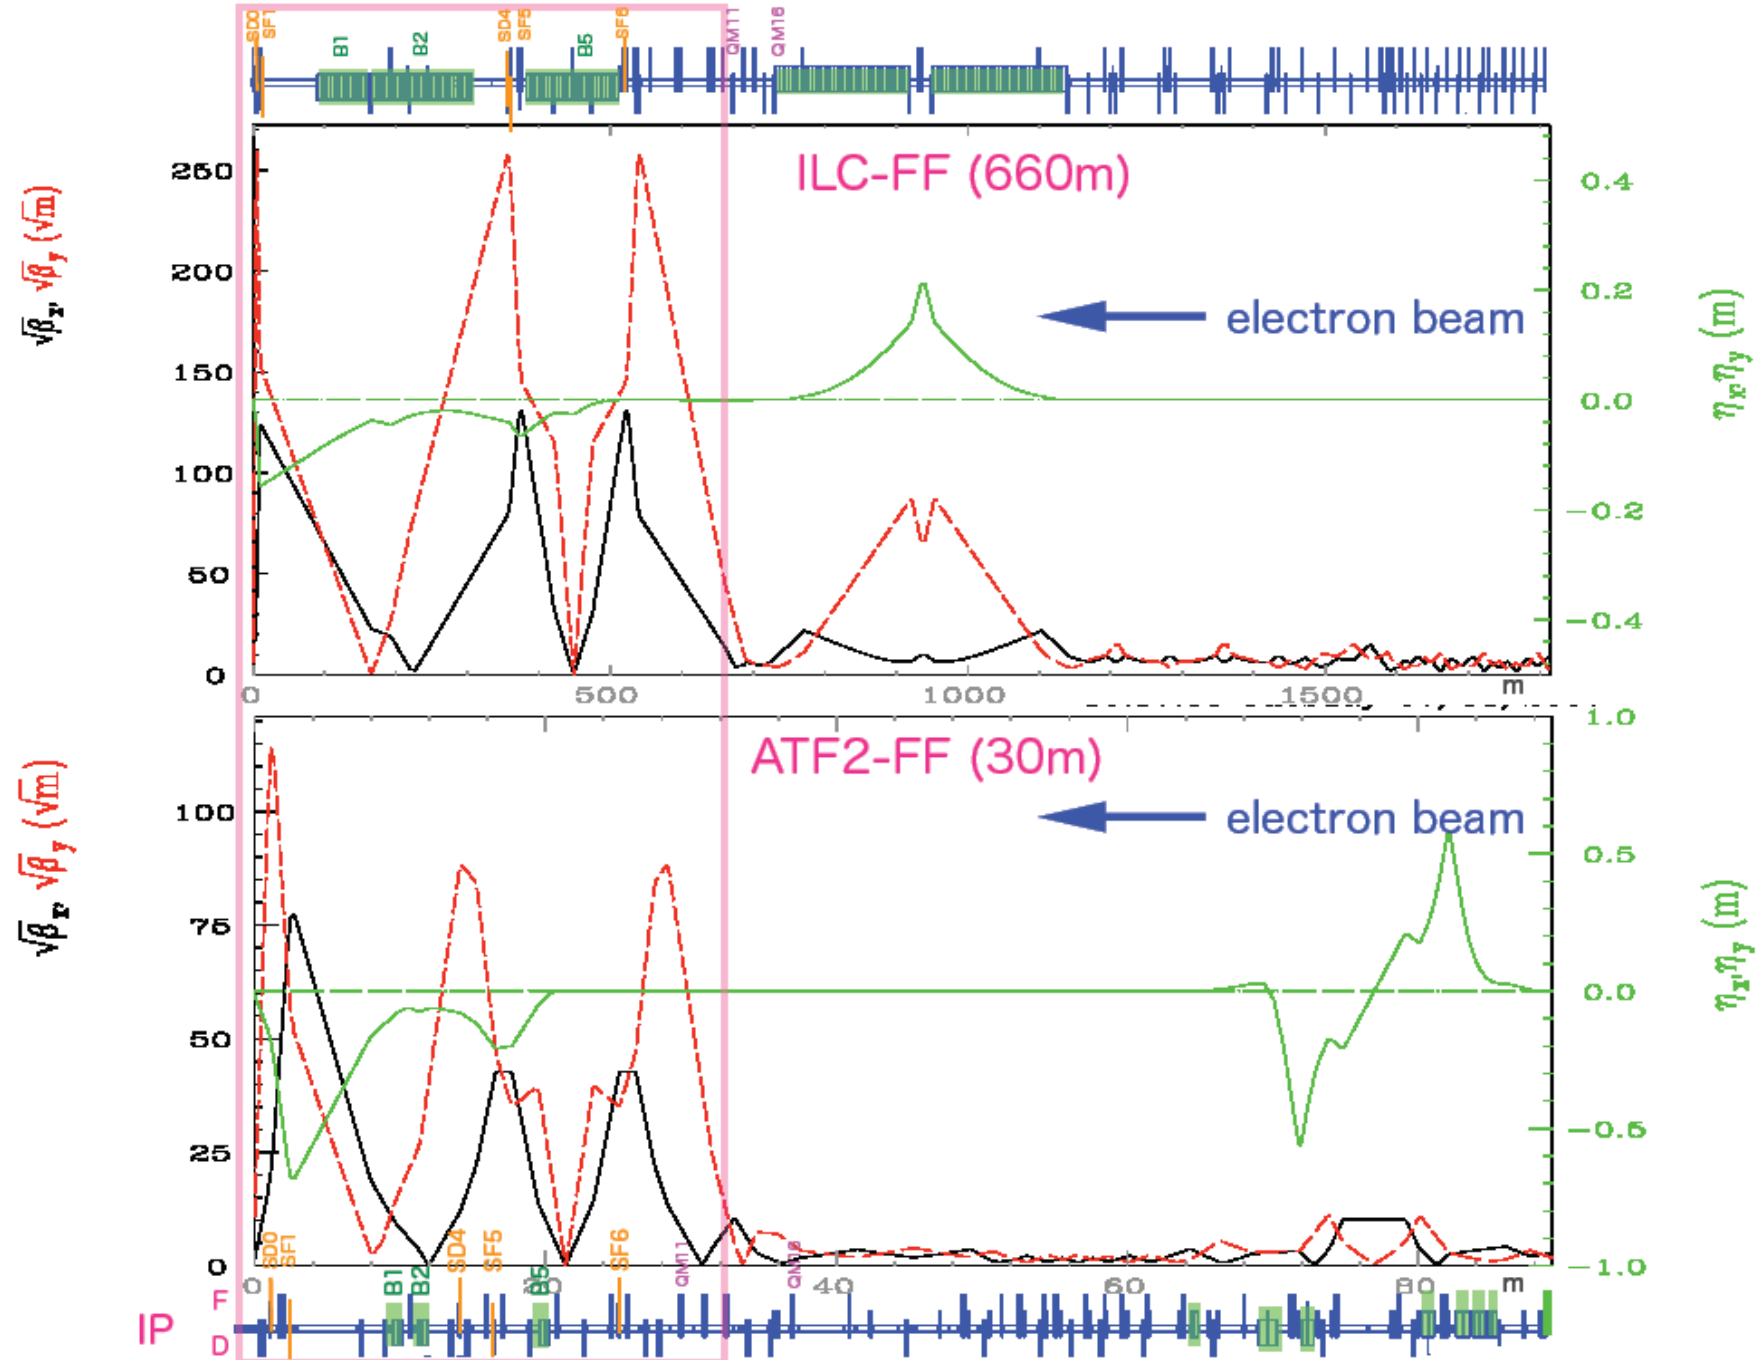 SD0 SF1 B1 B2 SD4 SF5 B5 SF6 QM11 QM16
ILC-FF (660m)
electron beam
√βx, √βy (√m)
250
200
150
100
50
0
0.4
0.2
0.0
−0.2
−0.4
ηx, ηy (m)
0 500 1000 1500 m
ATF2-FF (30m)
electron beam
√βx, √βy (√m)
100
75
50
25
0
1.0
0.5
0.0
−0.5
−1.0
ηx, ηy (m)
SD0 SF1 B1 B2 SD4 SF5 B5 SF6 QM11 QM16
0 20 40 60 80 m
F
IP
D